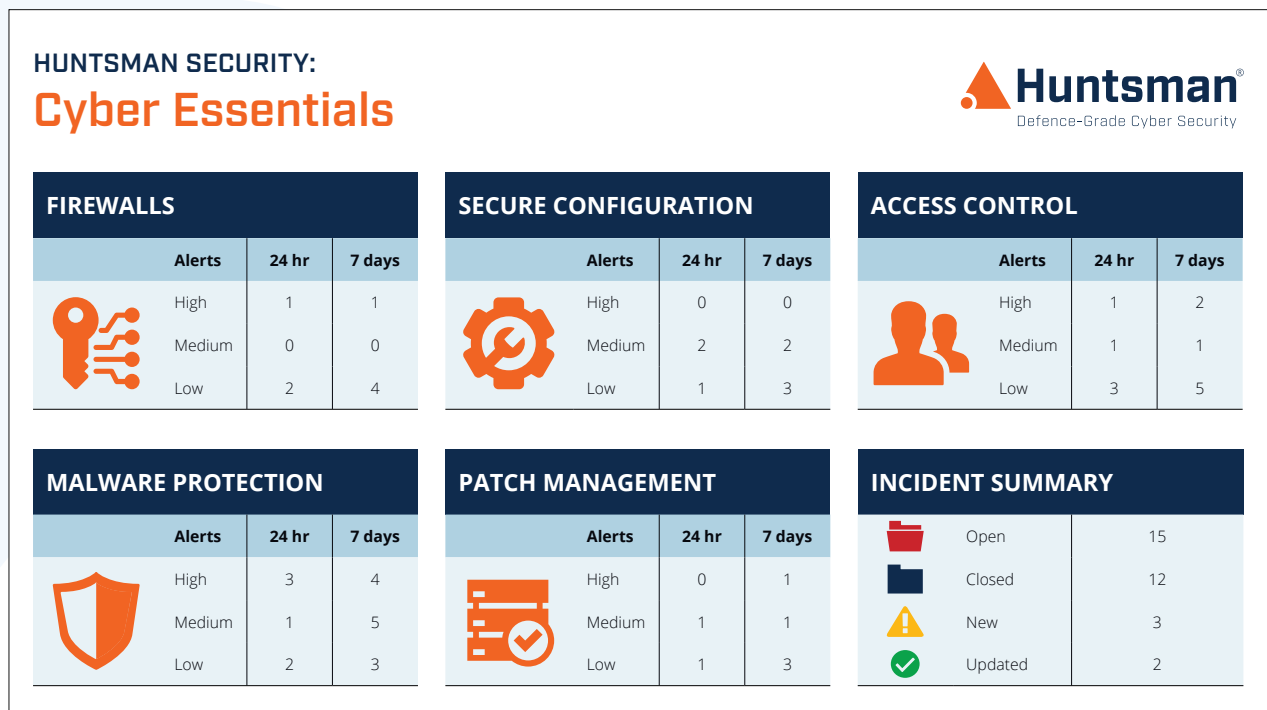 HUNTSMAN SECURITY:
Cyber Essentials
Huntsman®
Defence-Grade Cyber Security
FIREWALLS
Alerts 24 hr 7 days
High 1 1
Medium 0 0
Low 2 4
SECURE CONFIGURATION
Alerts 24 hr 7 days
High 0 0
Medium 2 2
Low 1 3
ACCESS CONTROL
Alerts 24 hr 7 days
High 1 2
Medium 1 1
Low 3 5
MALWARE PROTECTION
Alerts 24 hr 7 days
High 3 4
Medium 1 5
Low 2 3
PATCH MANAGEMENT
Alerts 24 hr 7 days
High 0 1
Medium 1 1
Low 1 3
INCIDENT SUMMARY
Open 15
Closed 12
New 3
Updated 2